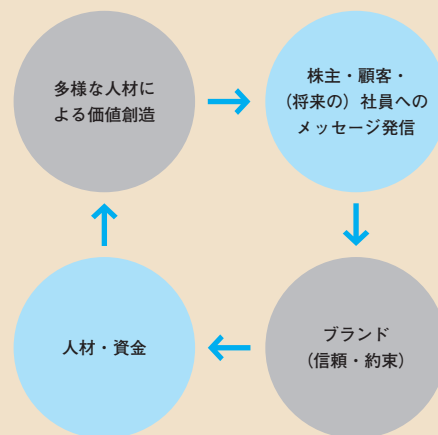 多様な人材に
よる価値創造
株主・顧客・
(将来の) 社員への
メッセージ発信
人材・資金
ブランド
(信頼・約束)